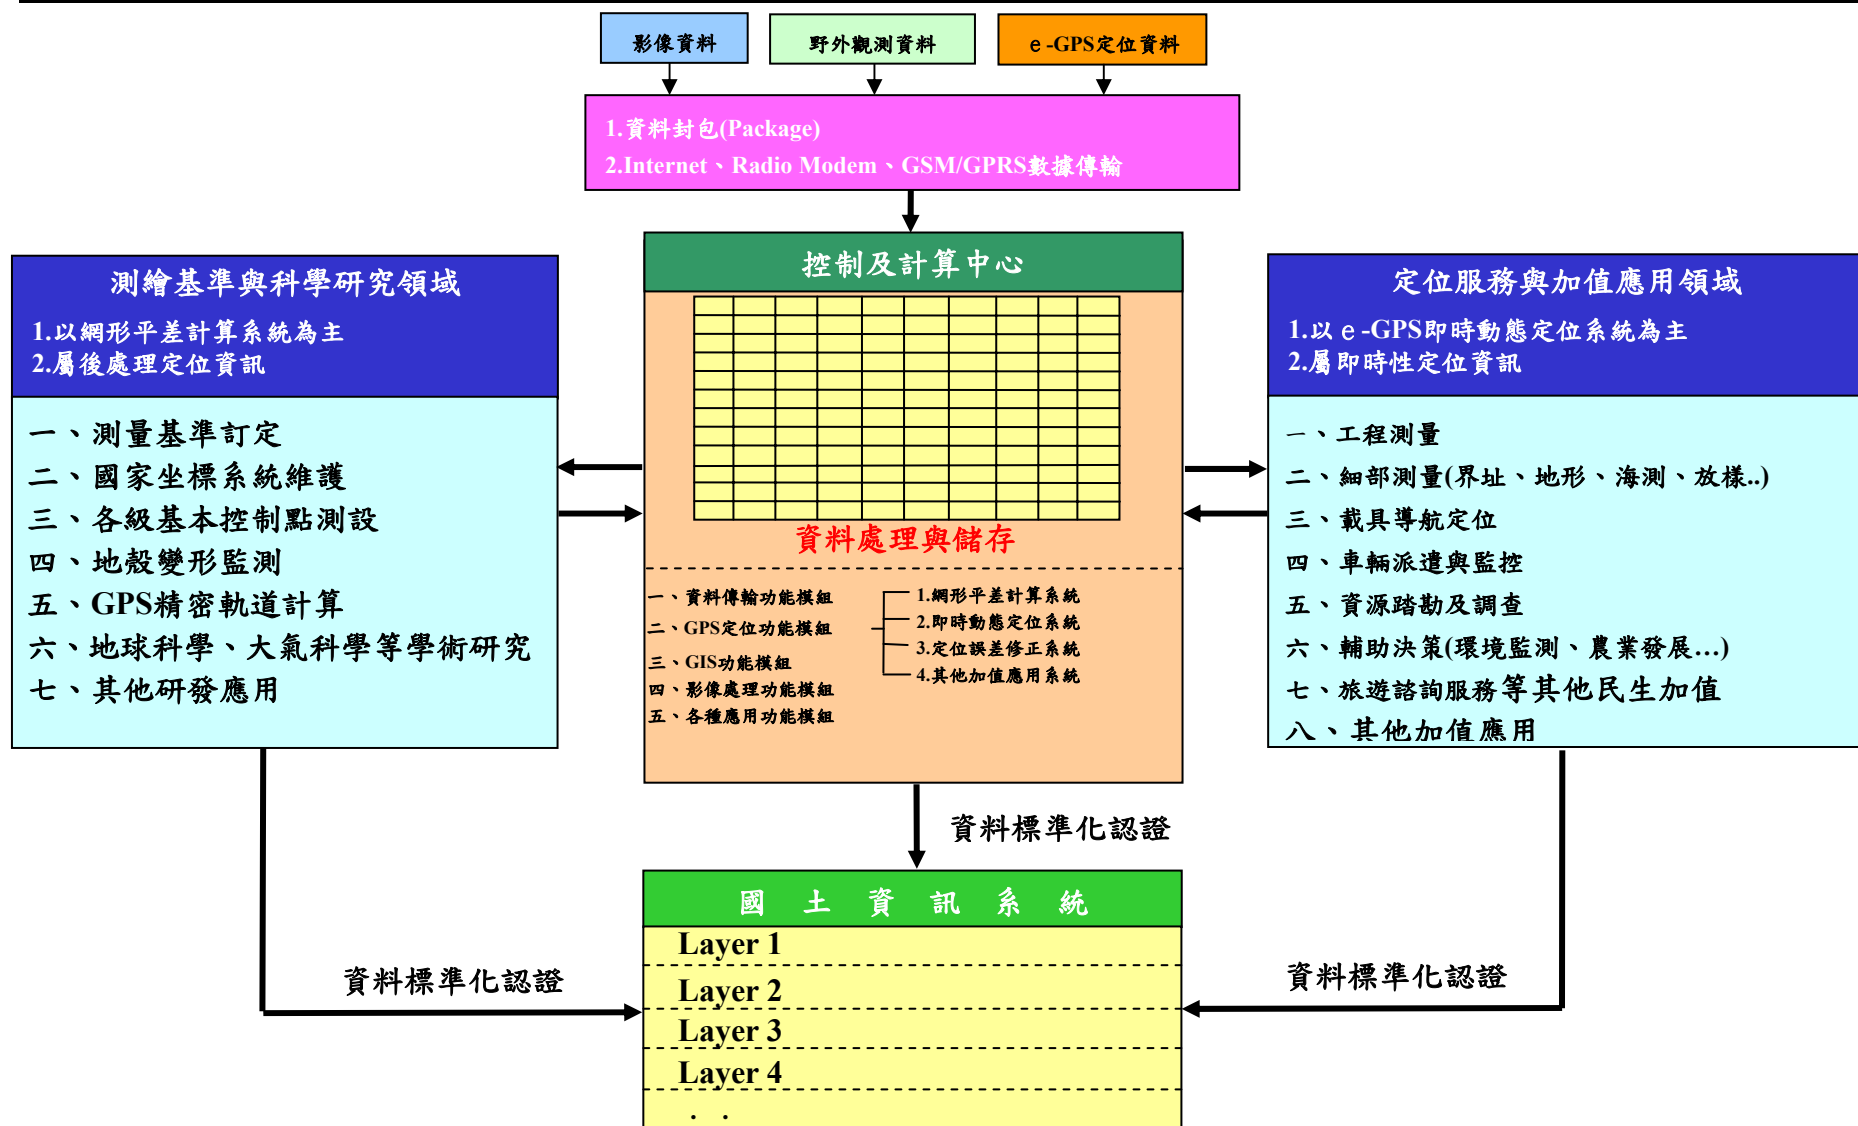 影像資料
野外觀測資料
e-GPS定位資料
1.資料封包(Package)
2.Internet、Radio Modem、GSM/GPRS數據傳輸
測繪基準與科學研究領域
1.以網形平差計算系統為主
2.屬後處理定位資訊
一、測量基準訂定
二、國家坐標系統維護
三、各級基本控制點測設
四、地殼變形監測
五、GPS精密軌道計算
六、地球科學、大氣科學等學術研究
七、其他研發應用
控制及計算中心
資料處理與儲存
一、資料傳輸功能模組
二、GPS定位功能模組
三、GIS功能模組
四、影像處理功能模組
五、各種應用功能模組
1.網形平差計算系統
2.即時動態定位系統
3.定位誤差修正系統
4.其他加值應用系統
定位服務與加值應用領域
1.以e-GPS即時動態定位系統為主
2.屬即時性定位資訊
一、工程測量
二、細部測量(界址、地形、海測、放樣..)
三、載具導航定位
四、車輛派遣與監控
五、資源踏勘及調查
六、輔助決策(環境監測、農業發展…)
七、旅遊諮詢服務等其他民生加值
八、其他加值應用
資料標準化認證
資料標準化認證
資料標準化認證
國土資訊系統
Layer 1
Layer 2
Layer 3
Layer 4
. .